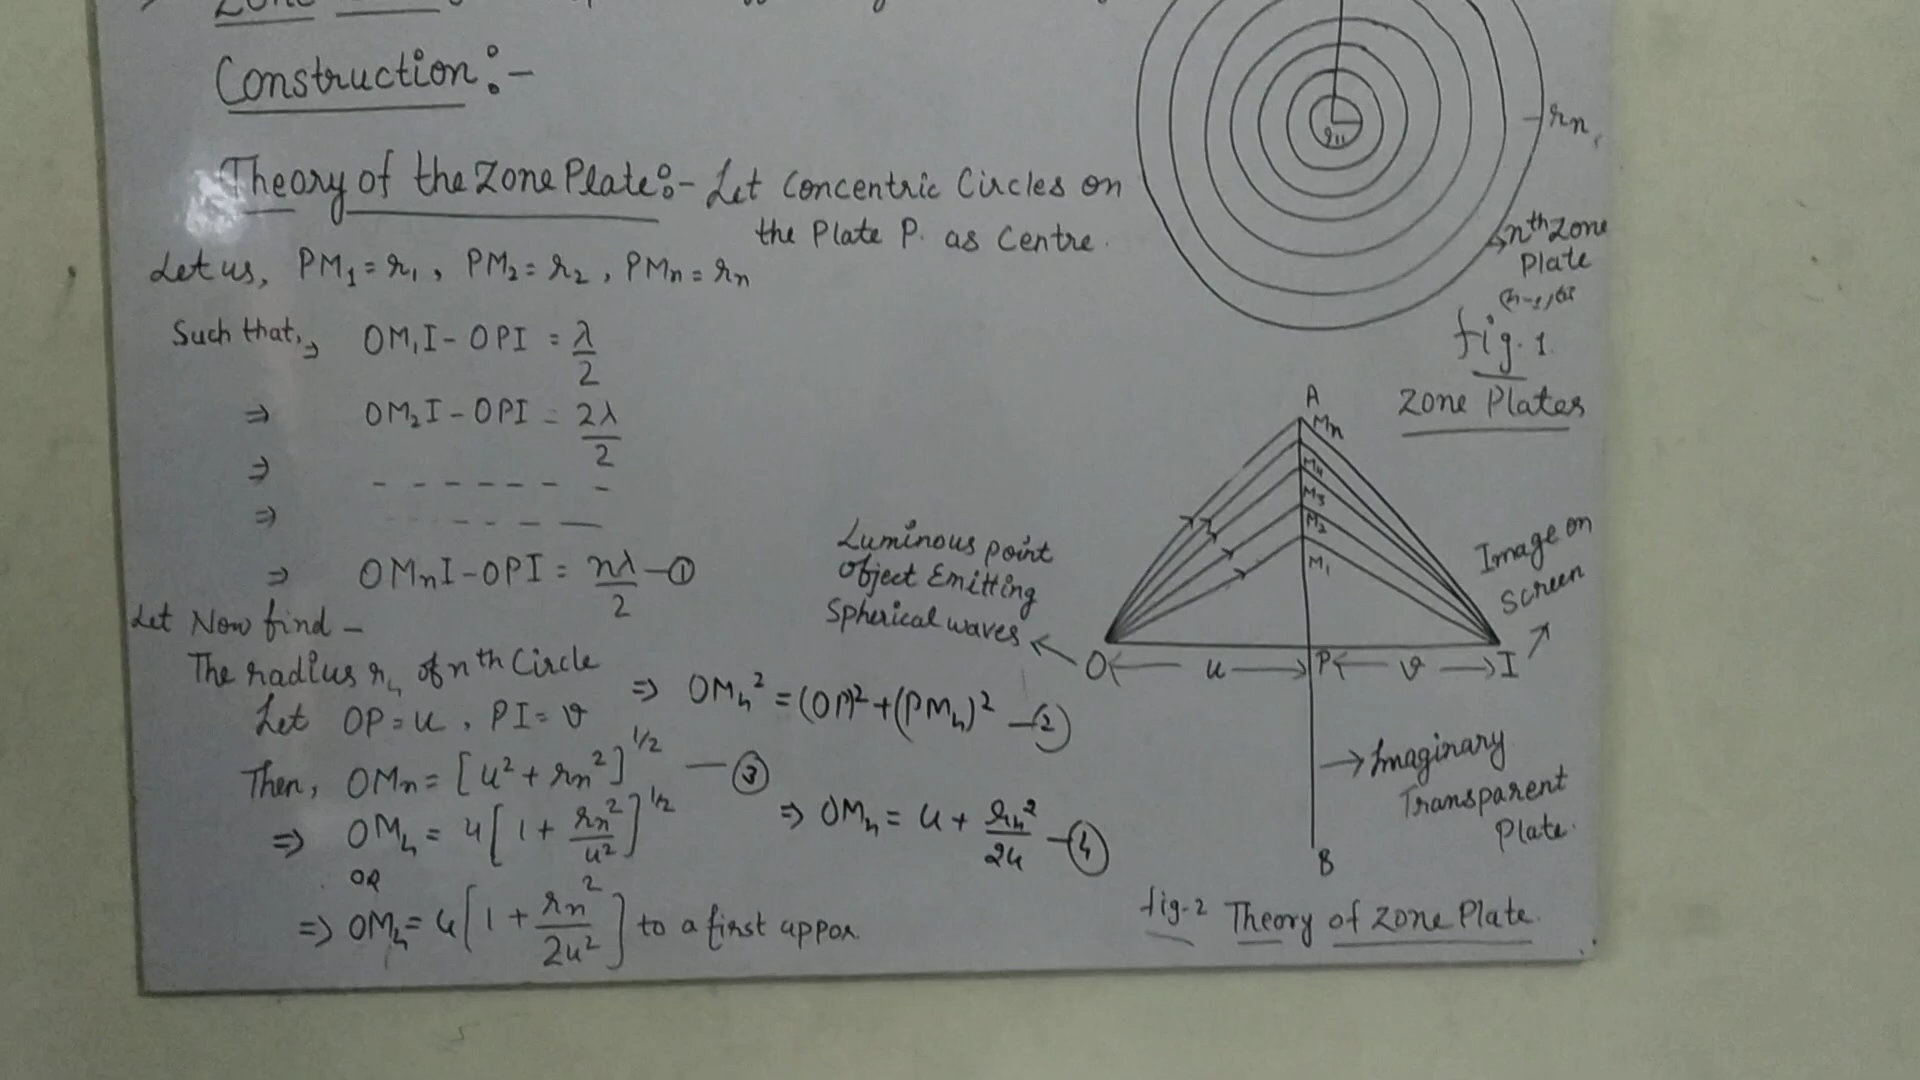 Zone
Construction :-
Theory of the Zone Plate :- Let Concentric Circles on
the Plate P. as Centre.
Let us, PM₁ = r₁, PM₂ = r₂, PMn = rn
Such that, → OM₁I - OPI = λ/2
⇒ OM₂I - OPI = 2λ/2
⇒ - - - - - - -
⇒ - - - - - -
⇒ OMnI - OPI = nλ/2 — ①
Let Now find -
The radius rn of nth Circle
Let OP = u, PI = v
⇒ OMn² = (OP)² + (PMn)² — ②
Then, OMn = [u² + rn²]^1/2 — ③
⇒ OMn = u[1 + rn²/u²]^1/2
⇒ OMn = u + rn²/2u — ④
OR
⇒ OMn = u[1 + rn²/2u²] to a first appox.
rn
nth Zone
Plate
fig. 1.
Zone Plates
A
Mn
M4
M3
M2
M1
Luminous point
Object Emitting
Spherical waves
Image on
Screen
O ← u → P ← v → I
→ Imaginary
Transparent
Plate.
B
fig-2 Theory of Zone Plate.